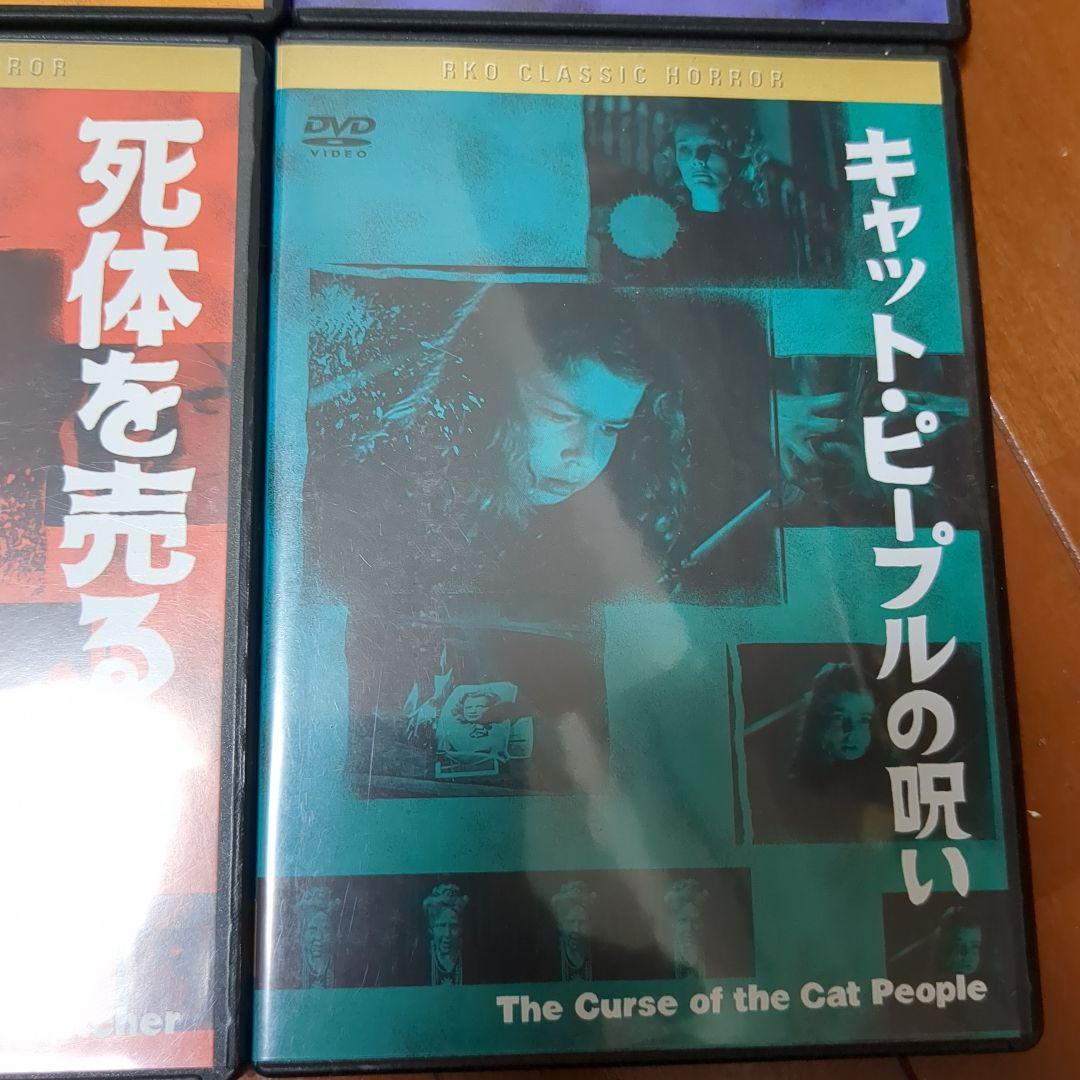 ROR
死体を売る
cher
RKO CLASSIC HORROR
DVD
VIDEO
キャット・ピープルの呪い
The Curse of the Cat People